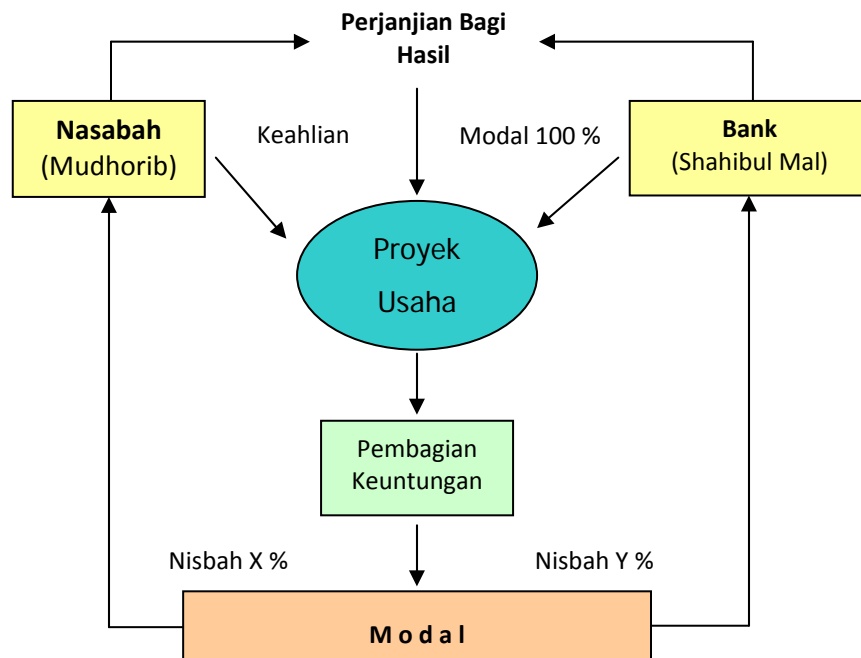 Perjanjian Bagi
Hasil
Nasabah
(Mudhorib)
Keahlian
Modal 100 %
Bank
(Shahibul Mal)
Proyek
Usaha
Pembagian
Keuntungan
Nisbah X %
Nisbah Y %
M o d a l